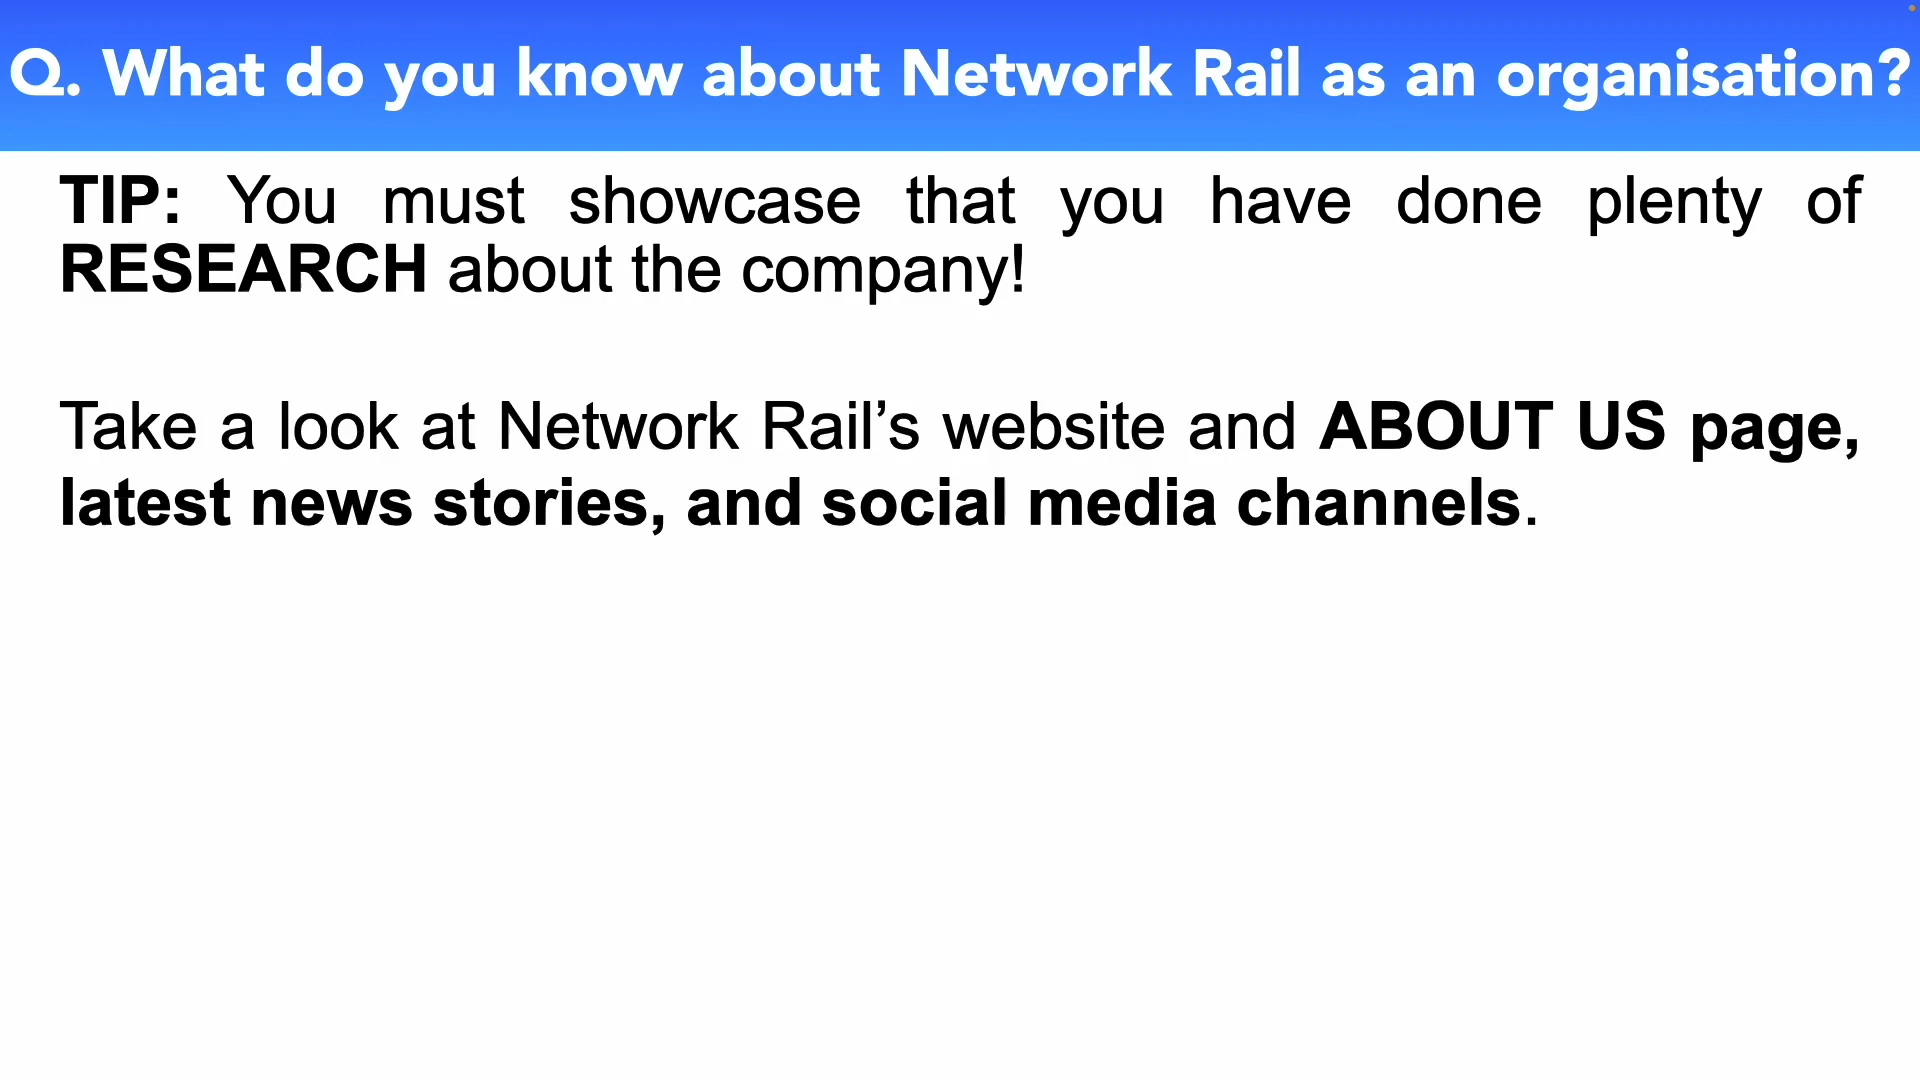 Q. What do you know about Network Rail as an organisation?
TIP: You must showcase that you have done plenty of
RESEARCH about the company!
Take a look at Network Rail’s website and ABOUT US page,
latest news stories, and social media channels.